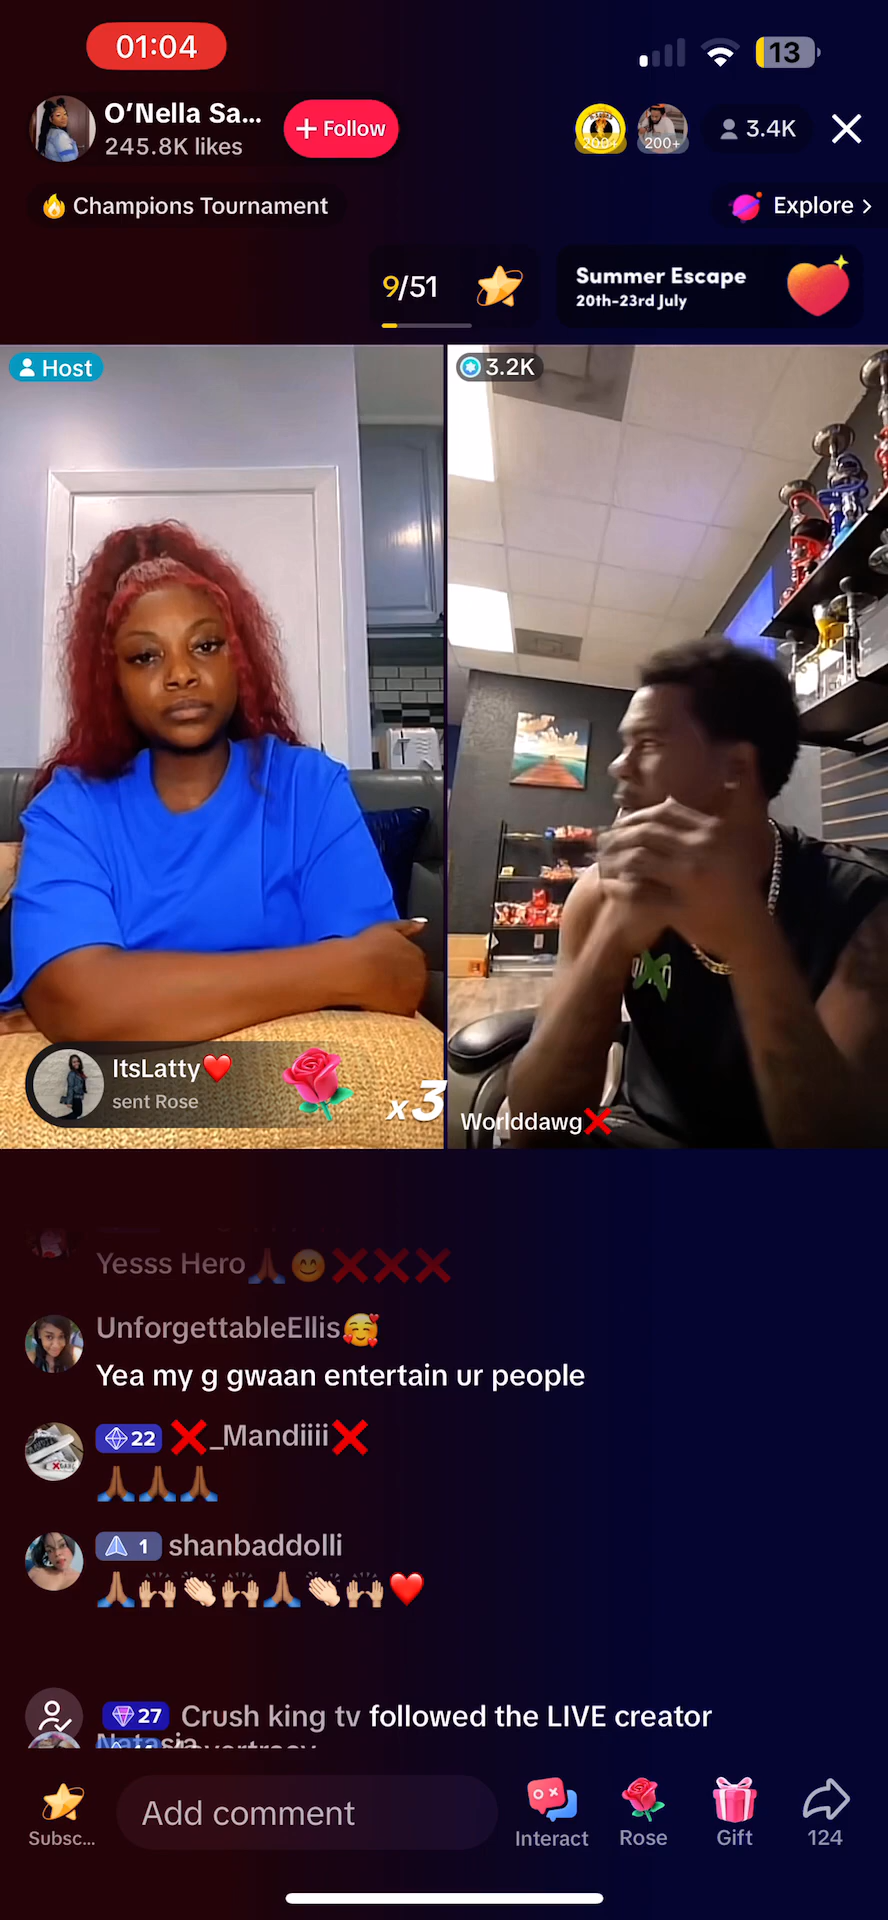 01:04
13
O’Nella Sa...
245.8K likes
+ Follow
200+
200+
3.4K
🔥 Champions Tournament
Explore >
9/51
Summer Escape
20th-23rd July
Host
3.2K
ItsLatty❤️
sent Rose
x3
Worlddawg❌
Yesss Hero🙏🏾😊❌❌❌
UnforgettableEllis🥰
Yea my g gwaan entertain ur people
22 ❌_Mandiiii❌
🙏🏾🙏🏾🙏🏾
1 shanbaddolli
🙏🏽🙌🏻👏🏻🙌🏻🙏🏽👏🏻🙌🏻❤️
27 Crush king tv followed the LIVE creator
Natasja
Subsc...
Add comment
Interact
Rose
Gift
124